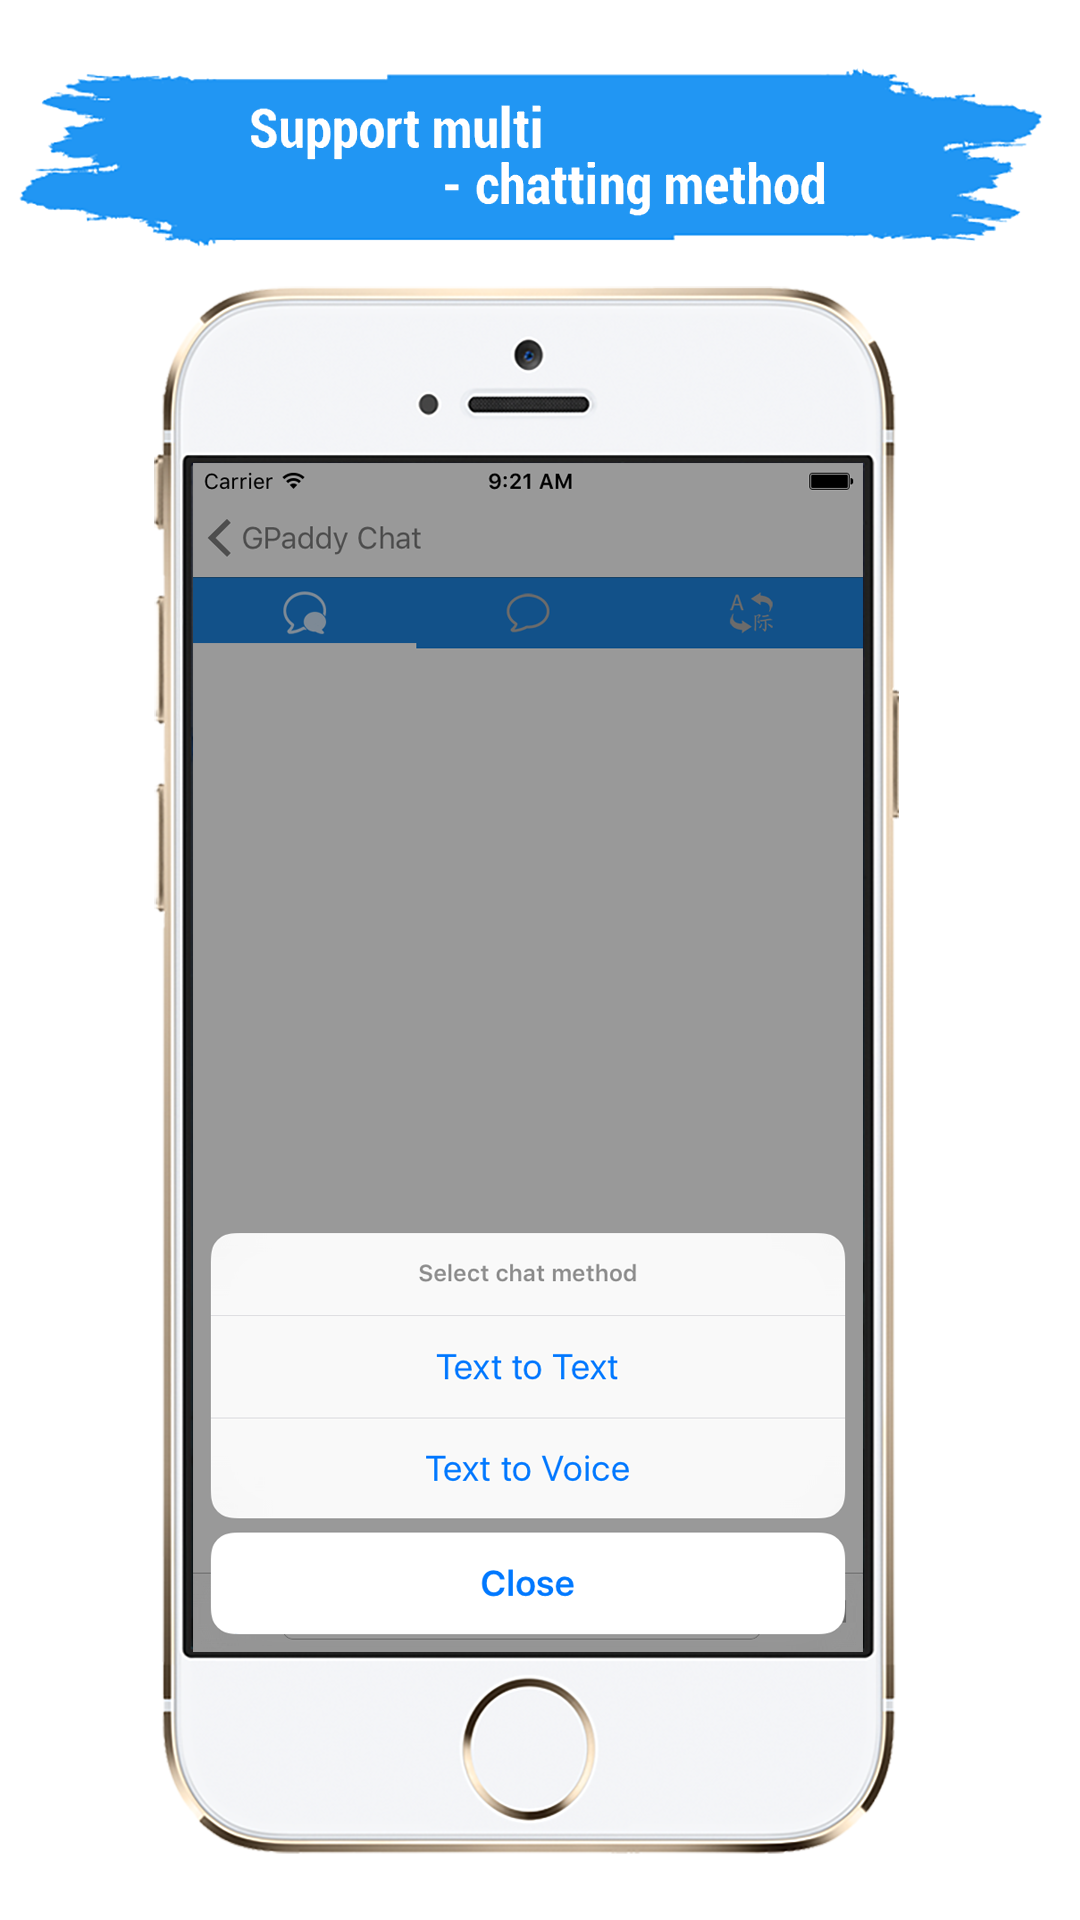 Support multi
- chatting method
Carrier 9:21 AM
GPaddy Chat
A
际
Select chat method
Text to Text
Text to Voice
Close